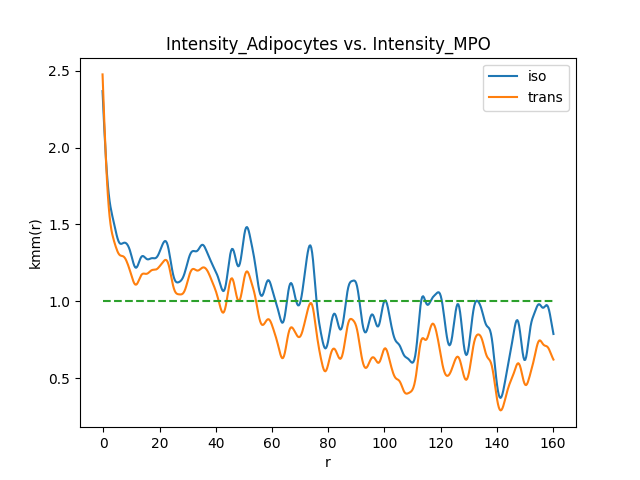 Intensity_Adipocytes vs. Intensity_MPO
iso
trans
2.5
2.0
1.5
1.0
0.5
kmm(r)
0 20 40 60 80 100 120 140 160
r